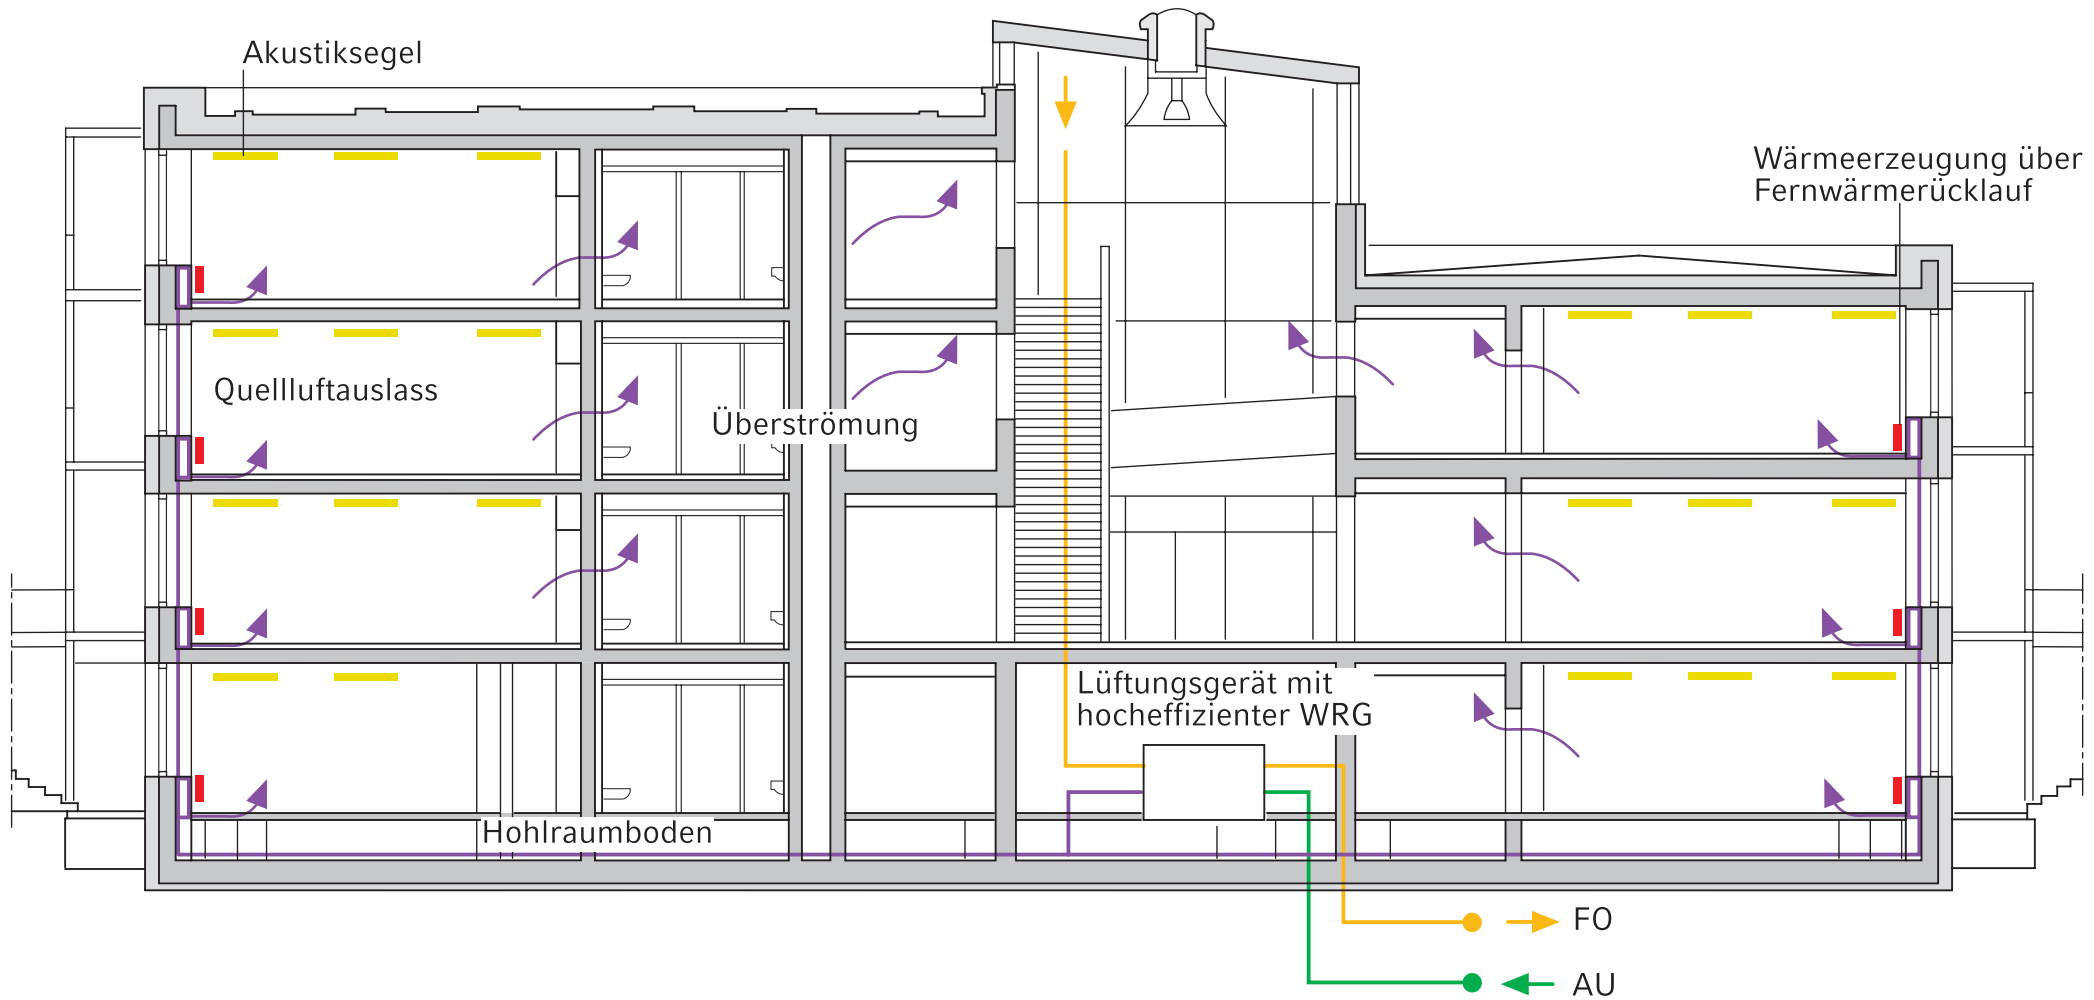 Akustiksegel
Wärmeerzeugung über
Fernwärmerücklauf
Quellluftauslass
Überströmung
Lüftungsgerät mit
hocheffizienter WRG
Hohlraumboden
FO
AU